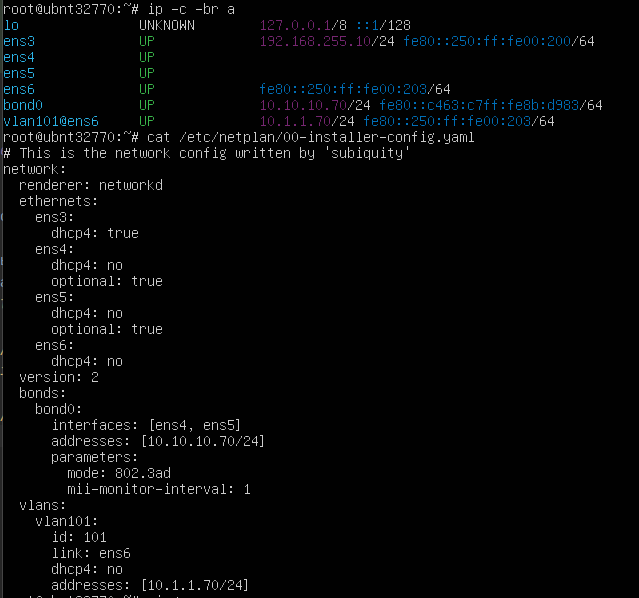 root@ubnt32770:~# ip -c -br a
lo               UNKNOWN        127.0.0.1/8 ::1/128
ens3             UP             192.168.255.10/24 fe80::250:ff:fe00:200/64
ens4             UP
ens5             UP
ens6             UP             fe80::250:ff:fe00:203/64
bond0            UP             10.10.10.70/24 fe80::c463:c7ff:fe8b:d983/64
vlan101@ens6     UP             10.1.1.70/24 fe80::250:ff:fe00:203/64
root@ubnt32770:~# cat /etc/netplan/00-installer-config.yaml
# This is the network config written by 'subiquity'
network:
  renderer: networkd
  ethernets:
    ens3:
      dhcp4: true
    ens4:
      dhcp4: no
      optional: true
    ens5:
      dhcp4: no
      optional: true
    ens6:
      dhcp4: no
  version: 2
  bonds:
    bond0:
      interfaces: [ens4, ens5]
      addresses: [10.10.10.70/24]
      parameters:
        mode: 802.3ad
        mii-monitor-interval: 1
  vlans:
    vlan101:
      id: 101
      link: ens6
      dhcp4: no
      addresses: [10.1.1.70/24]